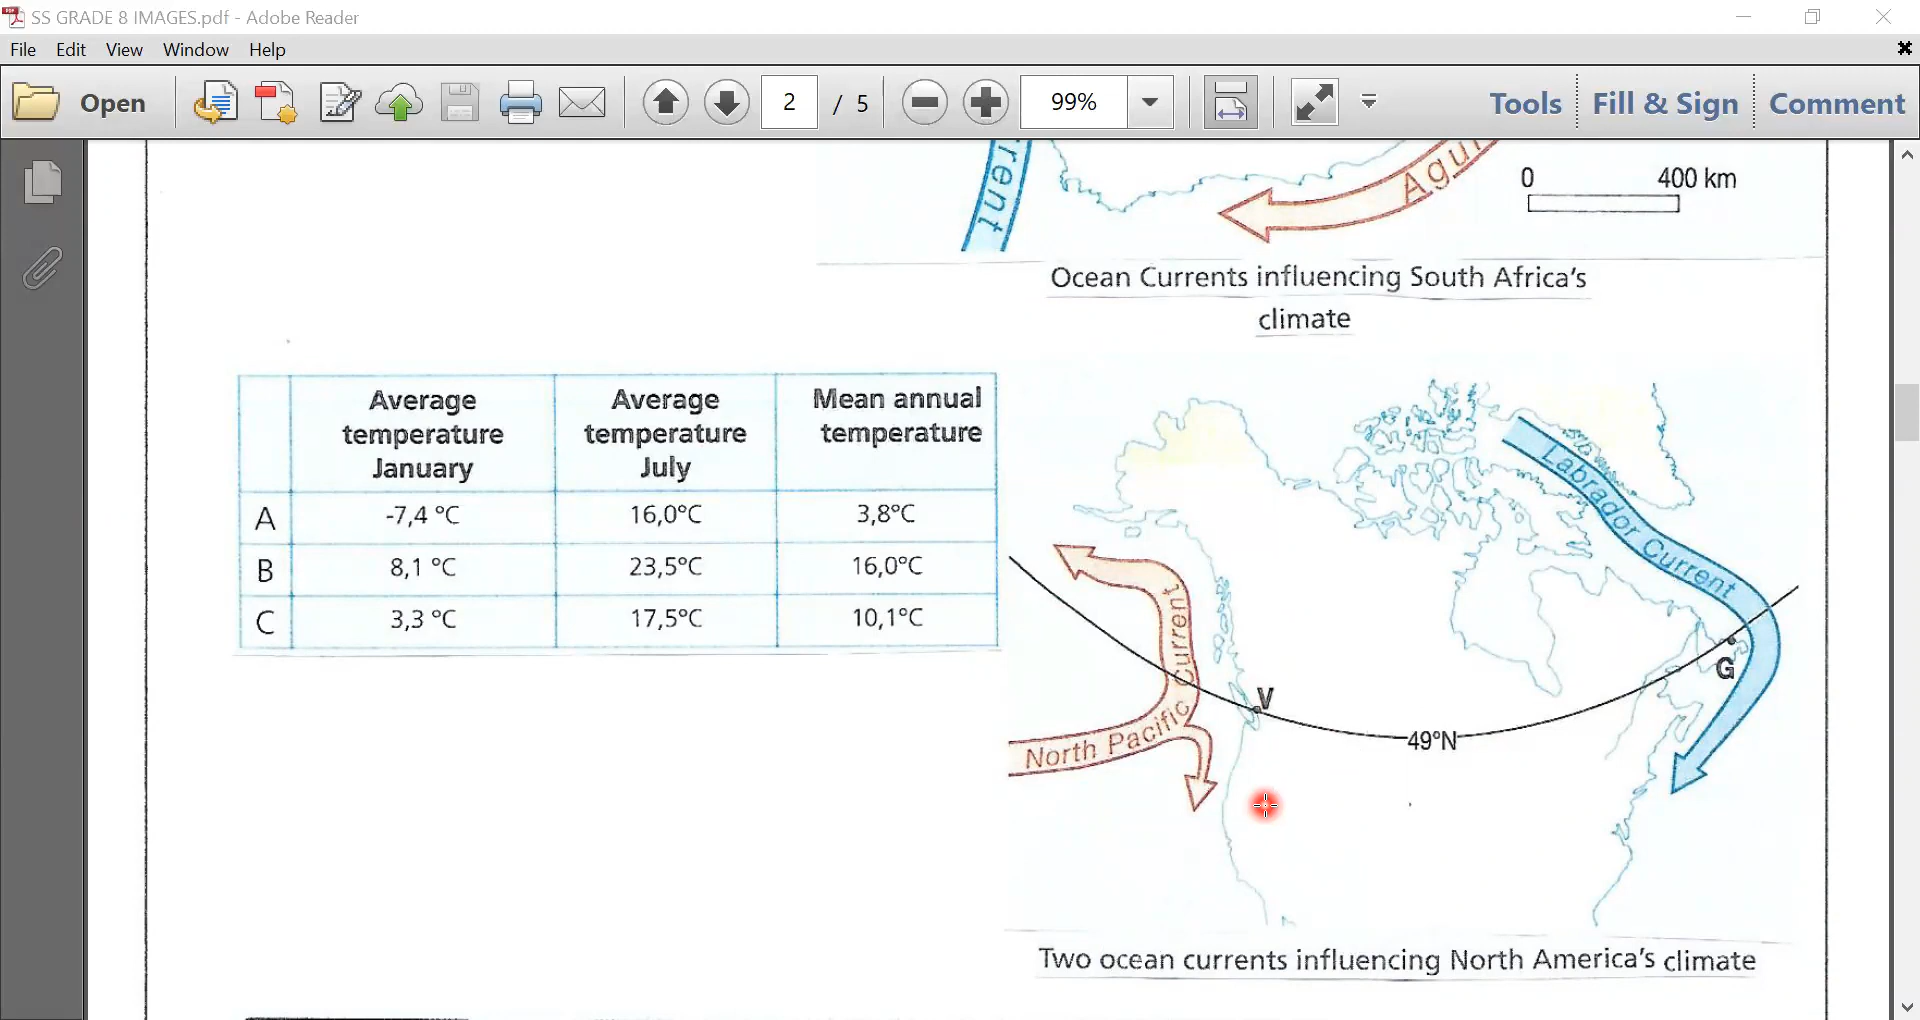 SS GRADE 8 IMAGES.pdf - Adobe Reader
File Edit View Window Help
Open 2 / 5 99% Tools Fill & Sign Comment
rrent
Agu
0 400 km
Ocean Currents influencing South Africa's
climate
Average temperature January
Average temperature July
Mean annual temperature
A -7,4 °C 16,0°C 3,8°C
B 8,1 °C 23,5°C 16,0°C
C 3,3 °C 17,5°C 10,1°C
Labrador Current
North Pacific Current
V
G
49°N
Two ocean currents influencing North America's climate